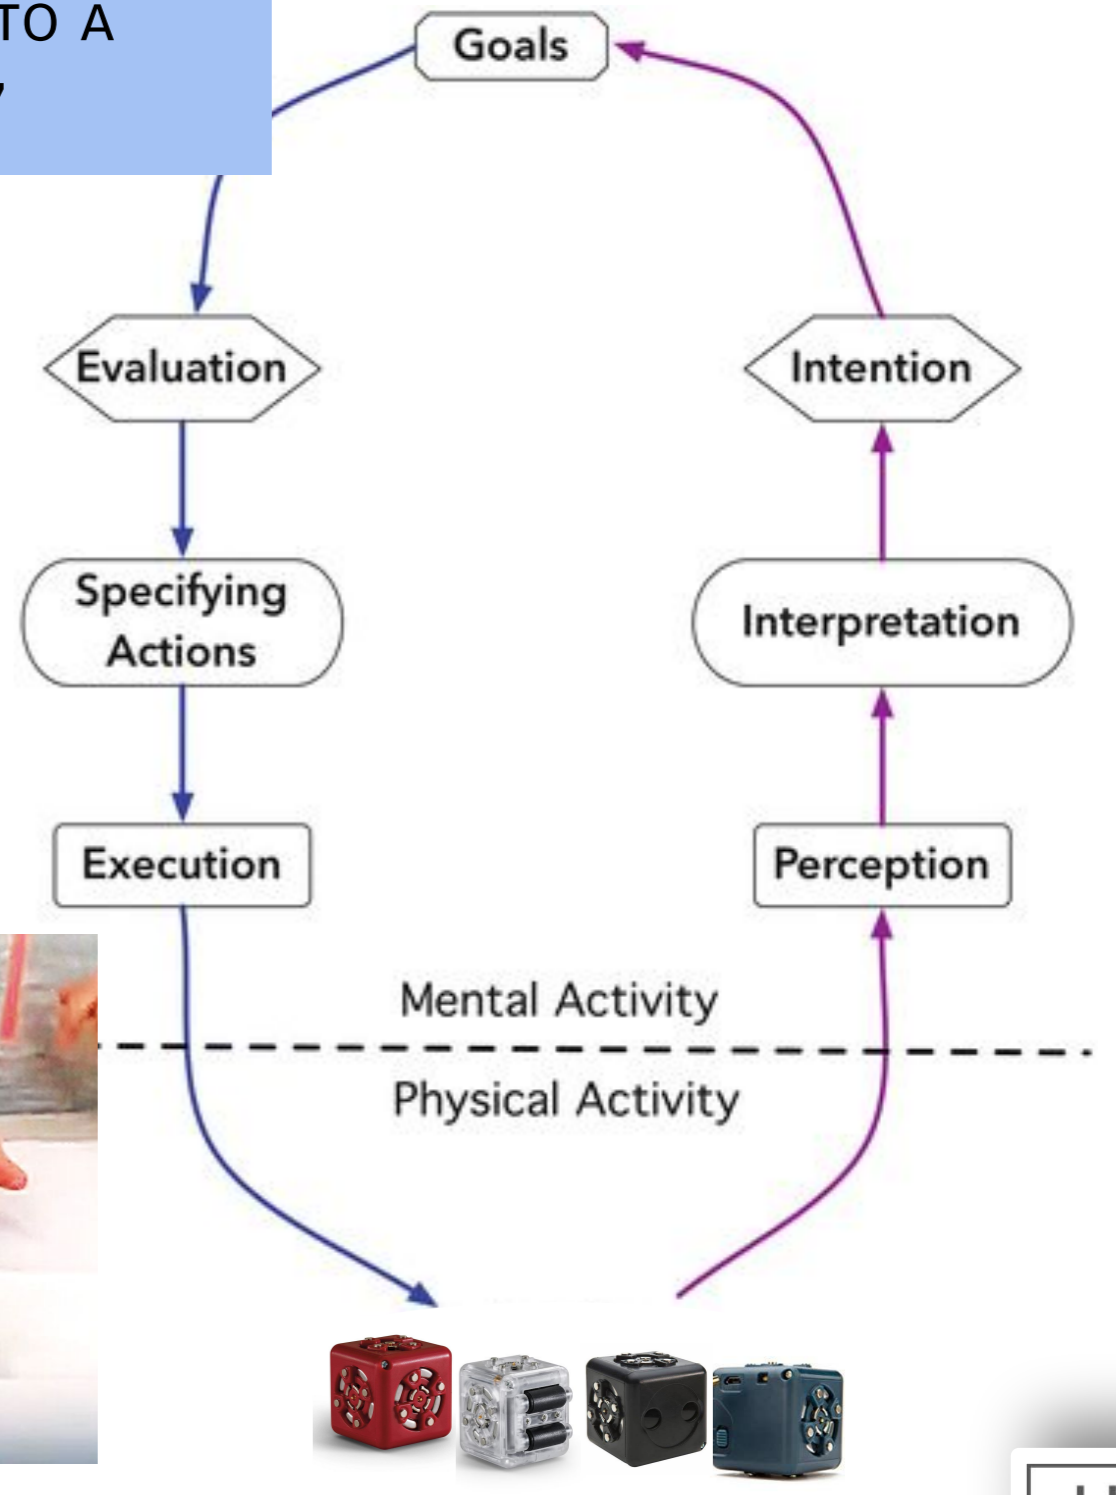 TO A
Goals
Evaluation
Intention
Specifying
Actions
Interpretation
Execution
Perception
Mental Activity
Physical Activity